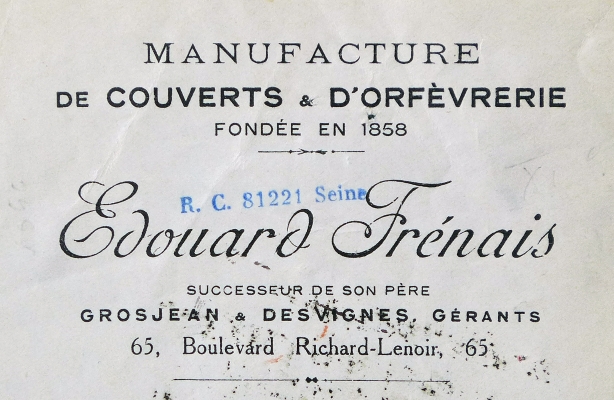 MANUFACTURE
DE COUVERTS & D'ORFÈVRERIE
FONDÉE EN 1858
R. C. 81221 Seine
Edouard Frénais
SUCCESSEUR DE SON PÈRE
GROSJEAN & DESVIGNES, GÉRANTS
65, Boulevard Richard-Lenoir, 65